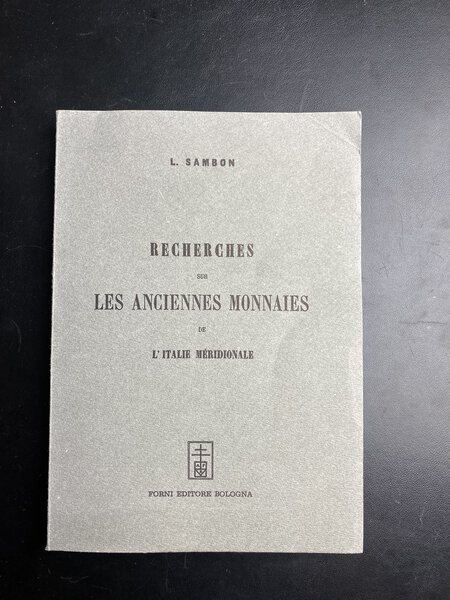 L. SAMBON
RECHERCHES
SUR
LES ANCIENNES MONNAIES
DE
L'ITALIE MÉRIDIONALE
FORNI EDITORE BOLOGNA